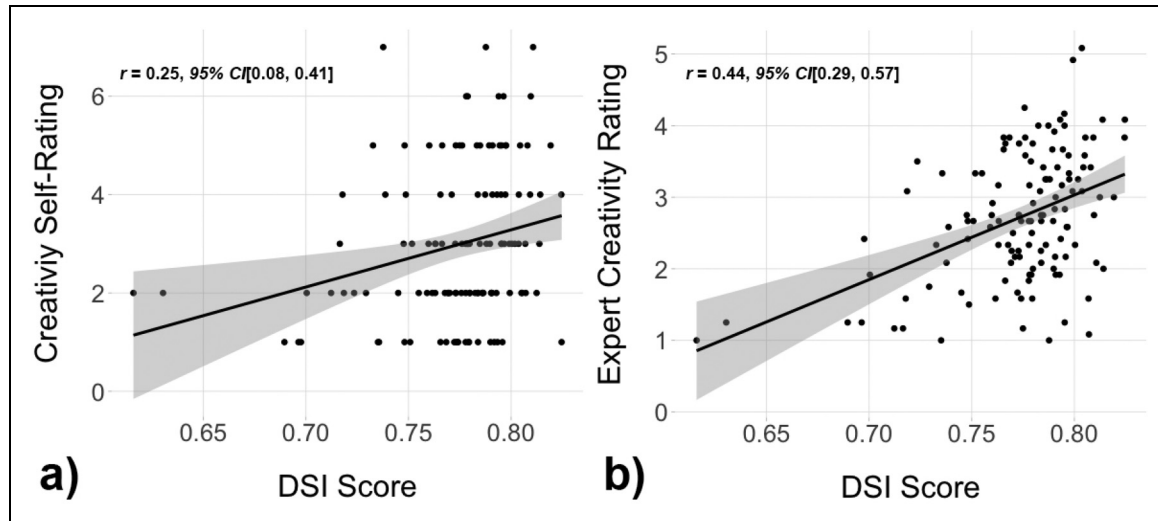 r = 0.25, 95% CI[0.08, 0.41]
Creativiy Self-Rating
6
4
2
0
0.65 0.70 0.75 0.80
DSI Score
a)
r = 0.44, 95% CI[0.29, 0.57]
Expert Creativity Rating
5
4
3
2
1
0
0.65 0.70 0.75 0.80
DSI Score
b)